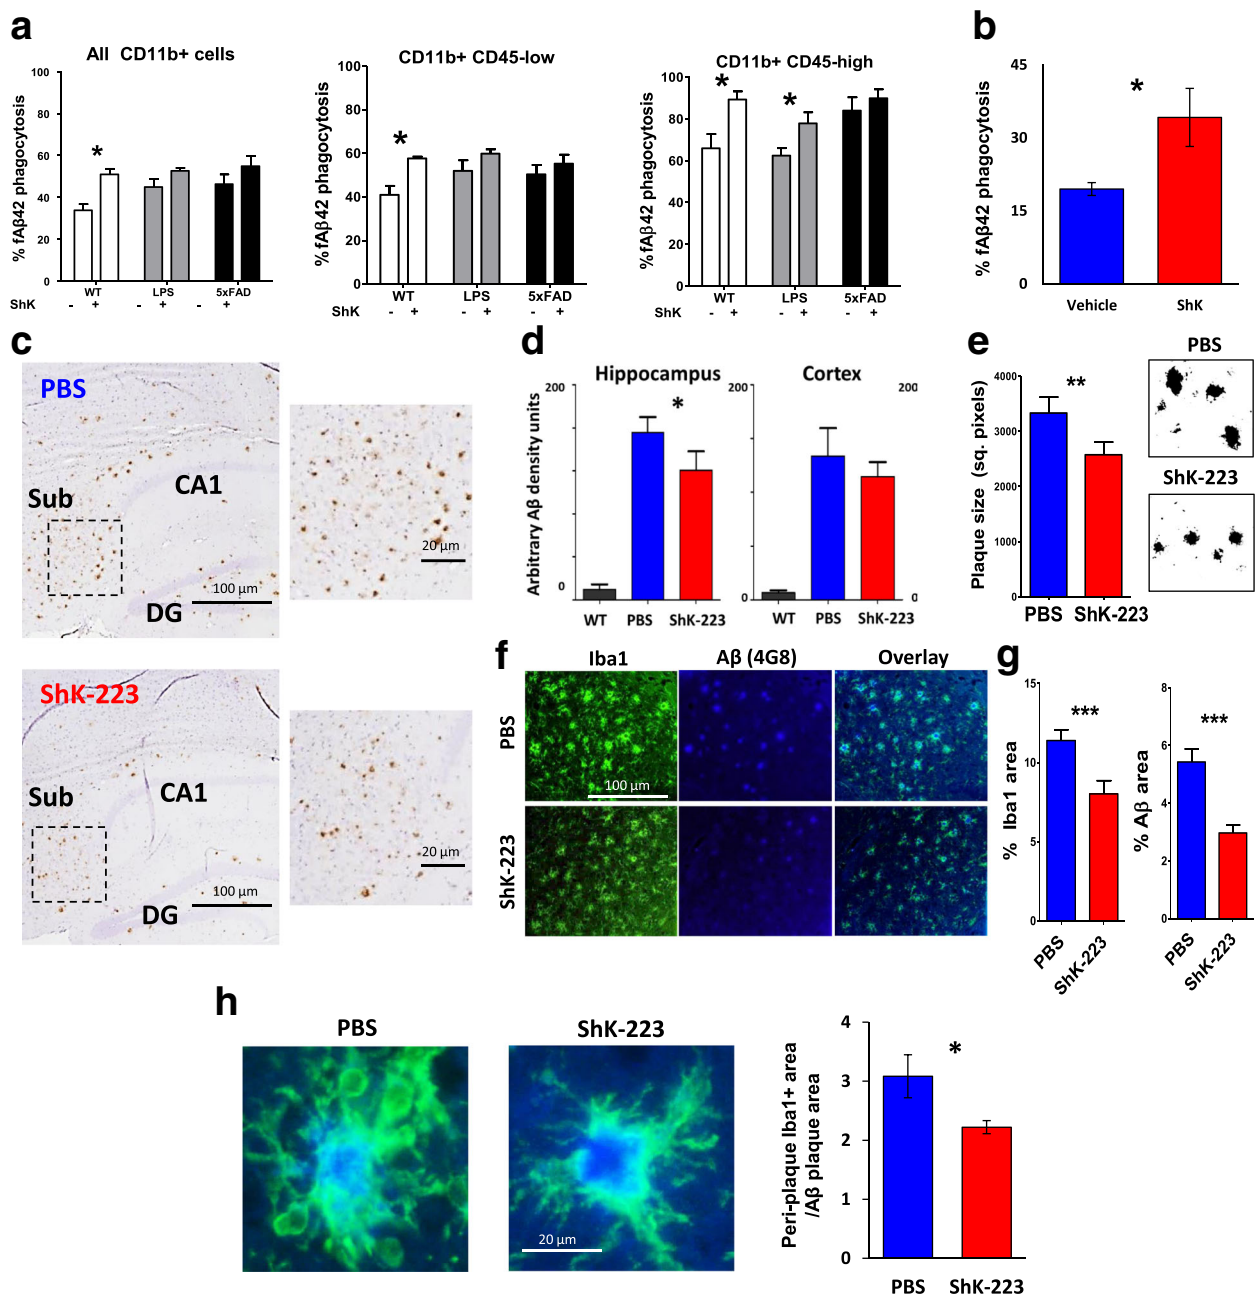 a
All CD11b+ cells
% fAβ42 phagocytosis
100
80
60
40
20
0
*
WT
LPS
5xFAD
ShK - + - + - +
CD11b+ CD45-low
%fAβ42 phagocytosis
100
80
60
40
20
0
*
WT
LPS
5xFAD
ShK - + - + - +
CD11b+ CD45-high
%fAβ42 phagocytosis
100
80
60
40
20
0
*
*
WT
LPS
5xFAD
ShK - + - + - +
b
% fAβ42 phagocytosis
45
30
15
0
*
Vehicle
ShK
c
PBS
Sub
CA1
DG
100 µm
20 µm
ShK-223
Sub
CA1
DG
100 µm
20 µm
d
Arbitrary Aβ density units
200
0
Hippocampus
*
WT
PBS
ShK-223
200
0
Cortex
200
0
WT
PBS
ShK-223
e
Plaque size (sq. pixels)
4000
3000
2000
1000
0
**
PBS
ShK-223
PBS
ShK-223
f
Iba1
Aβ (4G8)
Overlay
PBS
100 µm
ShK-223
g
% Iba1 area
15
10
5
0
***
PBS
ShK-223
% Aβ area
8
6
4
2
0
***
PBS
ShK-223
h
PBS
ShK-223
20 µm
Peri-plaque Iba1+ area
/Aβ plaque area
4
3
2
1
0
*
PBS
ShK-223